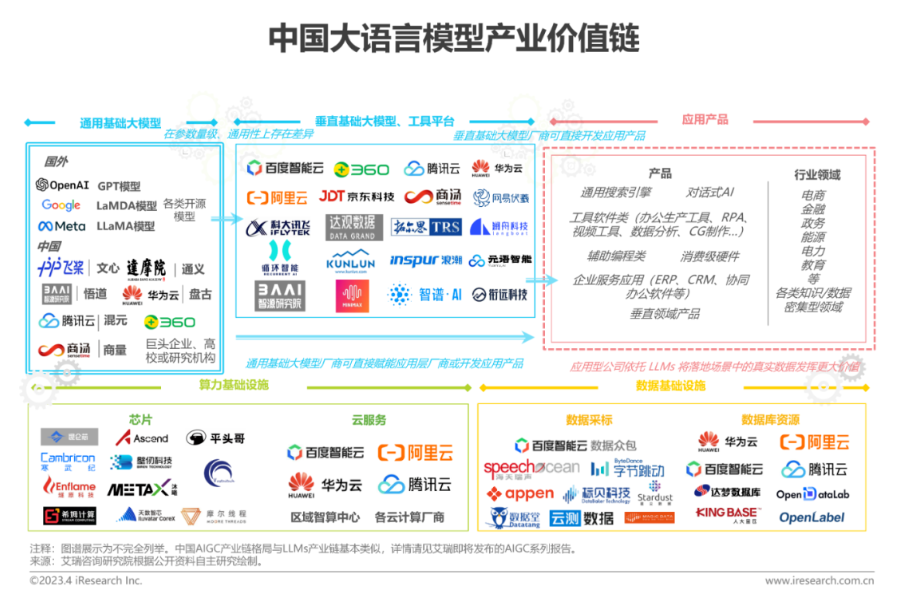 中国大语言模型产业价值链
通用基础大模型
垂直基础大模型、工具平台
应用产品
在参数量级、通用性上存在差异
垂直基础大模型厂商可直接开发应用产品
国外
OpenAI GPT模型
Google LaMDA模型
Meta LLaMA模型
各类开源
模型
中国
飞桨 文心 達摩院 通义
BAAI 智源研究院 悟道 HUAWEI 华为云 盘古
腾讯云 混元 360
商汤 sensetime 商量
巨头企业、高
校或研究机构
百度智能云 360 腾讯云 HUAWEI 华为云
阿里云 JDT 京东科技 商汤 sensetime 网易伏羲
科大讯飞 iFLYTEK 达观数据 DATA GRAND 拓尔思 TRS 澜舟科技 langboat
循环智能 KUNLUN inspur 浪潮 元语智能
BAAI 智源研究院 MINIMAX 智谱·AI 衔远科技
产品
通用搜索引擎 对话式AI
工具软件类(办公生产工具、RPA、
视频工具、数据分析、CG制作...)
辅助编程类 消费级硬件
企业服务应用(ERP、CRM、协同
办公软件等)
垂直领域产品
行业领域
电商
金融
政务
能源
电力
教育
等
各类知识/数据
密集型领域
通用基础大模型厂商可直接赋能应用层厂商或开发应用产品
应用型公司依托 LLMs 将落地场景中的真实数据发挥更大价值
算力基础设施
数据基础设施
芯片
昆仑芯 Ascend 平头哥
Cambricon 寒武纪 壁仞科技
Enflame 燧原科技 METAX 沐曦
希姆计算 天数智芯 Iluvatar CoreX 摩尔线程 MOORE THREADS
云服务
百度智能云 阿里云
HUAWEI 华为云 腾讯云
区域智算中心 各云计算厂商
数据采标
百度智能云 数据众包
speechocean 海天瑞声 ByteDance 字节跳动
appen 标贝科技 DataBaker Technology Stardust
数据堂 Datatang 云测数据
数据库资源
HUAWEI 华为云 阿里云
百度智能云 腾讯云
达梦数据库 OpenDataLab
KINGBASE 人大金仓 OpenLabel
注释:图谱展示为不完全列举。中国AIGC产业链格局与LLMs产业链基本类似,详情请见艾瑞即将发布的AIGC系列报告。
来源:艾瑞咨询研究院根据公开资料自主研究绘制。
©2023.4 iResearch Inc.
www.iresearch.com.cn